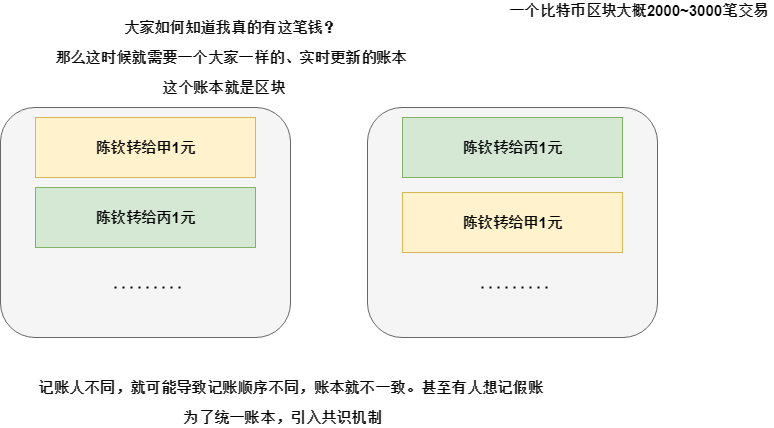 一个比特币区块大概2000~3000笔交易
大家如何知道我真的有这笔钱？
那么这时候就需要一个大家一样的、实时更新的账本
这个账本就是区块
陈钦转给甲1元
陈钦转给丙1元
.........
陈钦转给丙1元
陈钦转给甲1元
.........
记账人不同，就可能导致记账顺序不同，账本就不一致。甚至有人想记假账
为了统一账本，引入共识机制